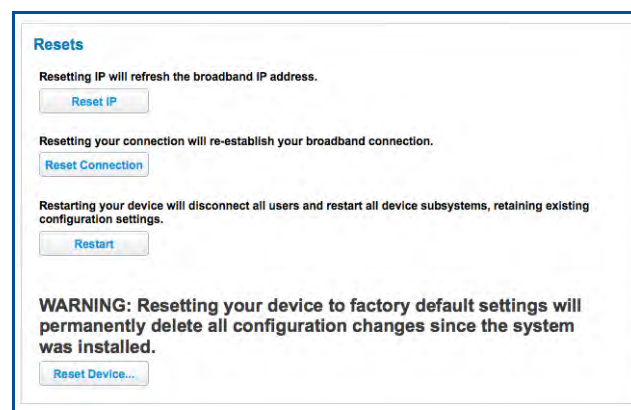 Resets
Resetting IP will refresh the broadband IP address.
Reset IP
Resetting your connection will re-establish your broadband connection.
Reset Connection
Restarting your device will disconnect all users and restart all device subsystems, retaining existing
configuration settings.
Restart
WARNING: Resetting your device to factory default settings will
permanently delete all configuration changes since the system
was installed.
Reset Device...